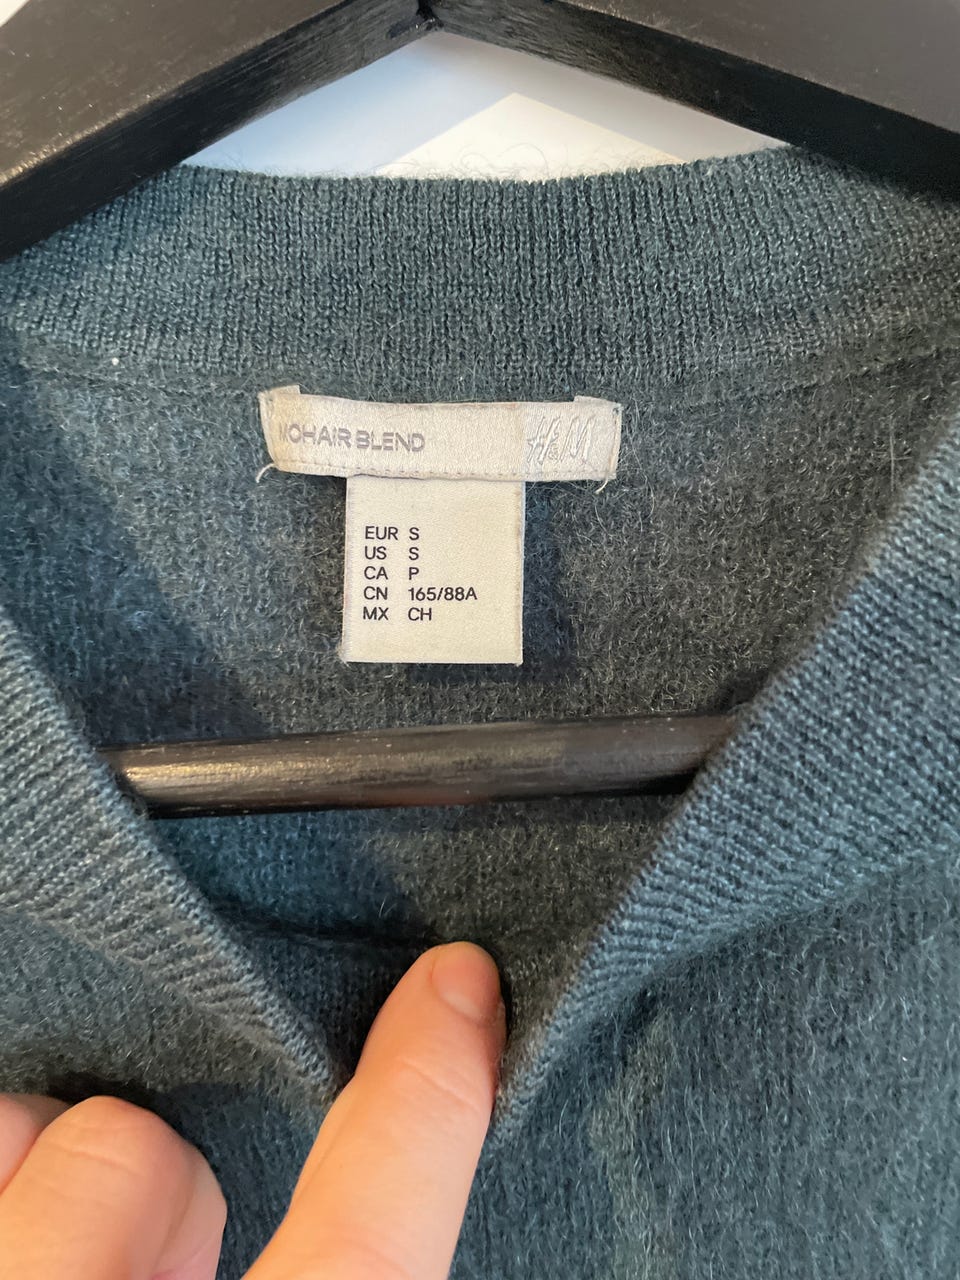 MOHAIR BLEND H&M
EUR S
US S
CA P
CN 165/88A
MX CH